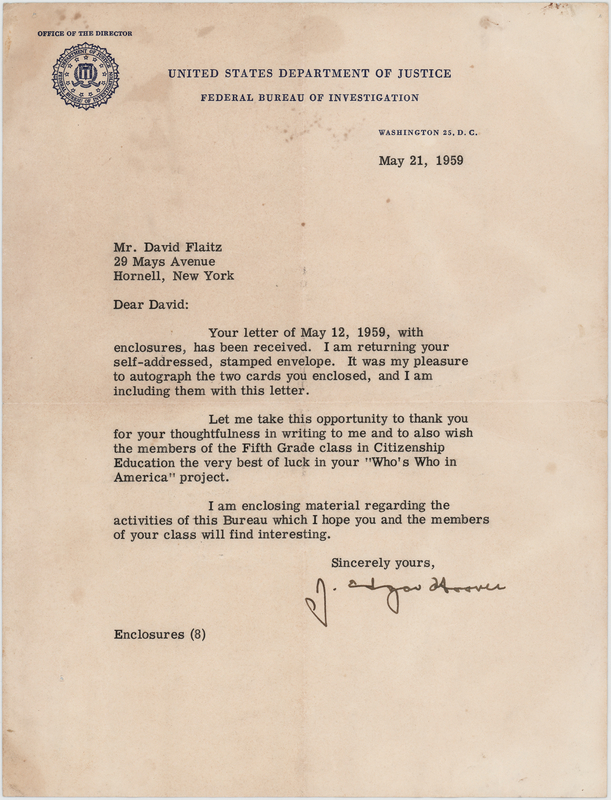 OFFICE OF THE DIRECTOR
DEPARTMENT OF JUSTICE
FEDERAL BUREAU OF INVESTIGATION
UNITED STATES DEPARTMENT OF JUSTICE
FEDERAL BUREAU OF INVESTIGATION
WASHINGTON 25, D. C.
May 21, 1959
Mr. David Flaitz
29 Mays Avenue
Hornell, New York
Dear David:
Your letter of May 12, 1959, with
enclosures, has been received. I am returning your
self-addressed, stamped envelope. It was my pleasure
to autograph the two cards you enclosed, and I am
including them with this letter.
Let me take this opportunity to thank you
for your thoughtfulness in writing to me and to also wish
the members of the Fifth Grade class in Citizenship
Education the very best of luck in your "Who's Who in
America" project.
I am enclosing material regarding the
activities of this Bureau which I hope you and the members
of your class will find interesting.
Sincerely yours,
J. Edgar Hoover
Enclosures (8)